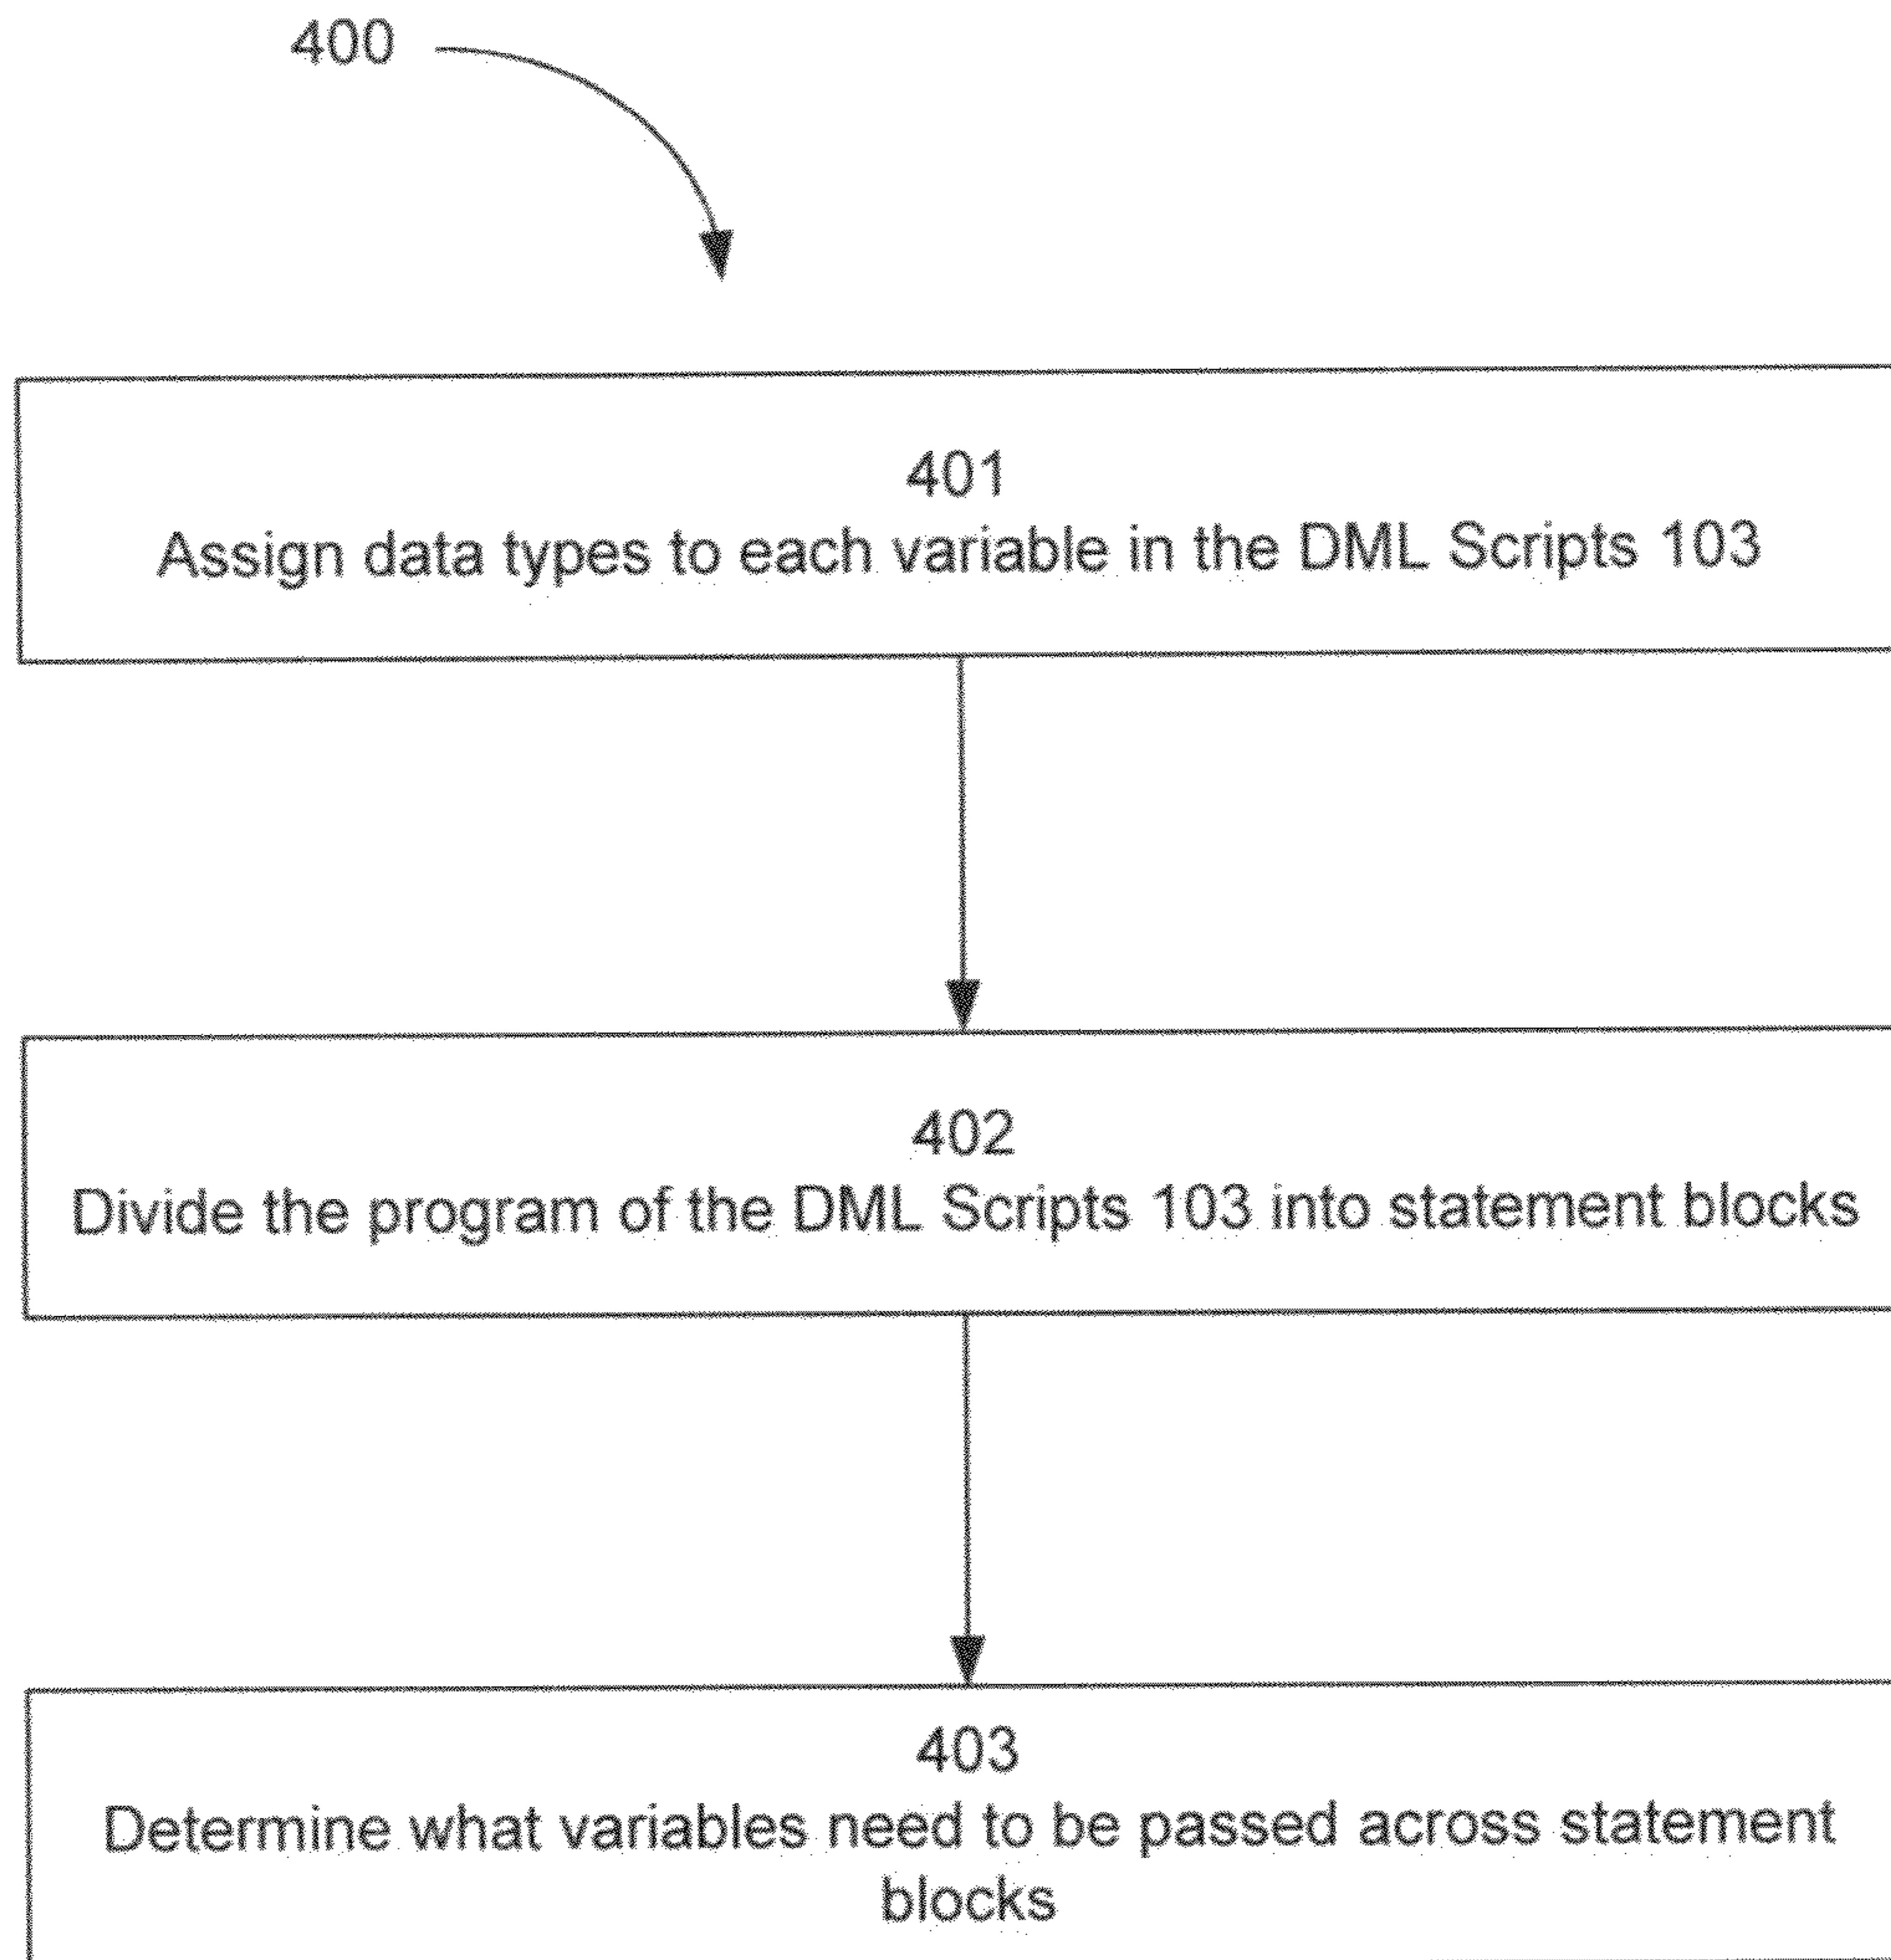 400
401
Assign data types to each variable in the DML Scripts 103
402
Divide the program of the DML Scripts 103 into statement blocks
403
Determine what variables need to be passed across statement
blocks